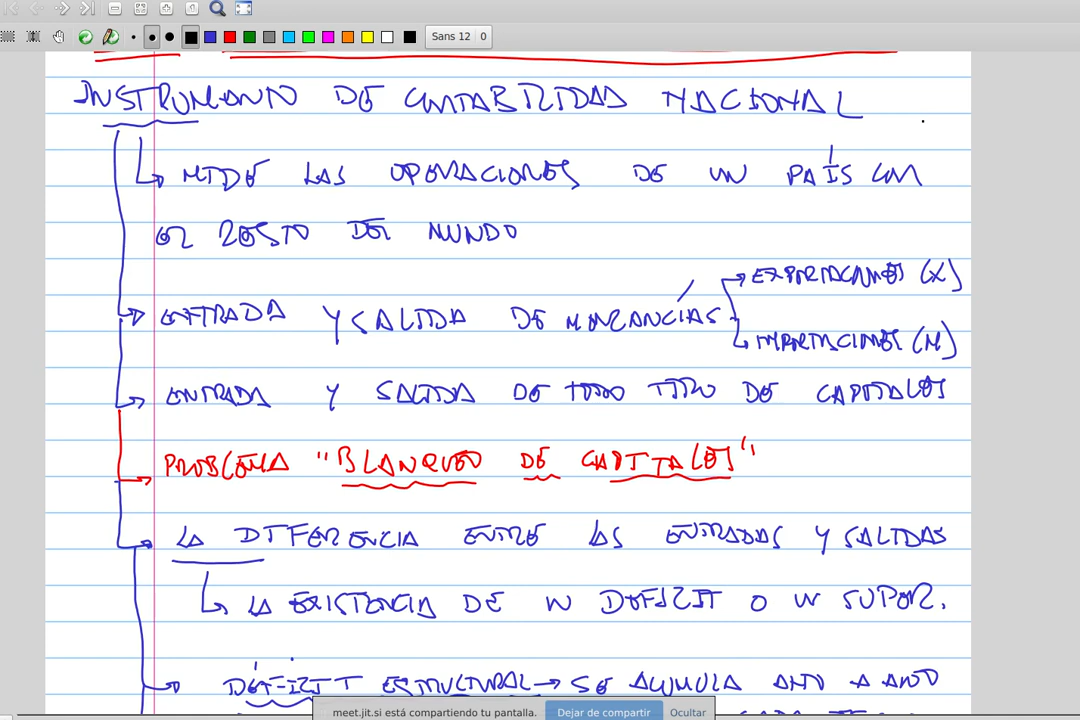 Sans 12 0
INSTRUMENTO DE CONTABILIDAD NACIONAL
MIDE LAS OPERACIONES DE UN PAÍS CON
EL RESTO DEL MUNDO
EXPORTACIONES (X)
ENTRADA Y SALIDA DE MERCANCÍAS
IMPORTACIONES (M)
ENTRADA Y SALIDA DE TODO TIPO DE CAPITALES
PROBLEMA "BLANQUEO DE CAPITALES"
LA DIFERENCIA ENTRE LAS ENTRADAS Y SALIDAS
LA EXISTENCIA DE UN DEFICIT O UN SUPER.
DÉFICIT ESTRUCTURAL → SE ACUMULA AÑO A AÑO
meet.jit.si está compartiendo tu pantalla. Dejar de compartir Ocultar